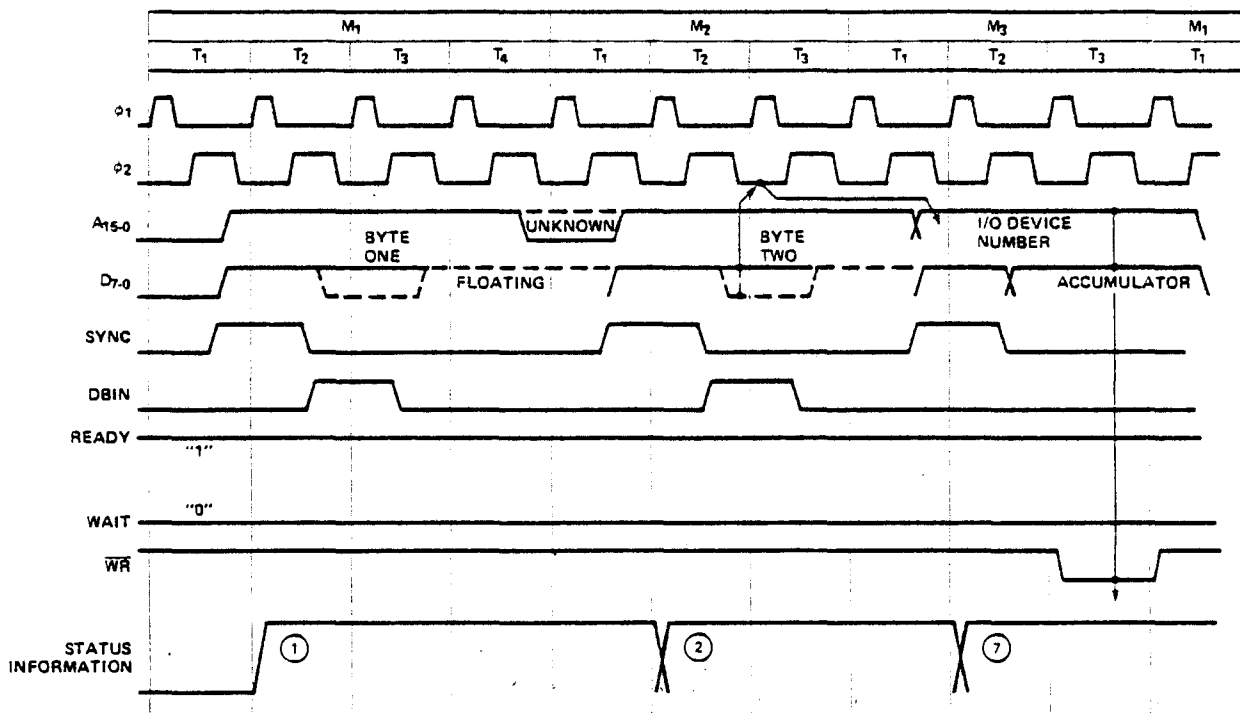 M₁ M₂ M₃ M₁
T₁ T₂ T₃ T₄ T₁ T₂ T₃ T₁ T₂ T₃ T₁
φ1
φ2
A15-0
UNKNOWN
I/O DEVICE
NUMBER
BYTE
ONE
BYTE
TWO
D7-0
FLOATING
ACCUMULATOR
SYNC
DBIN
READY
"1"
WAIT
"0"
W̅R̅
STATUS
INFORMATION
① ② ⑦